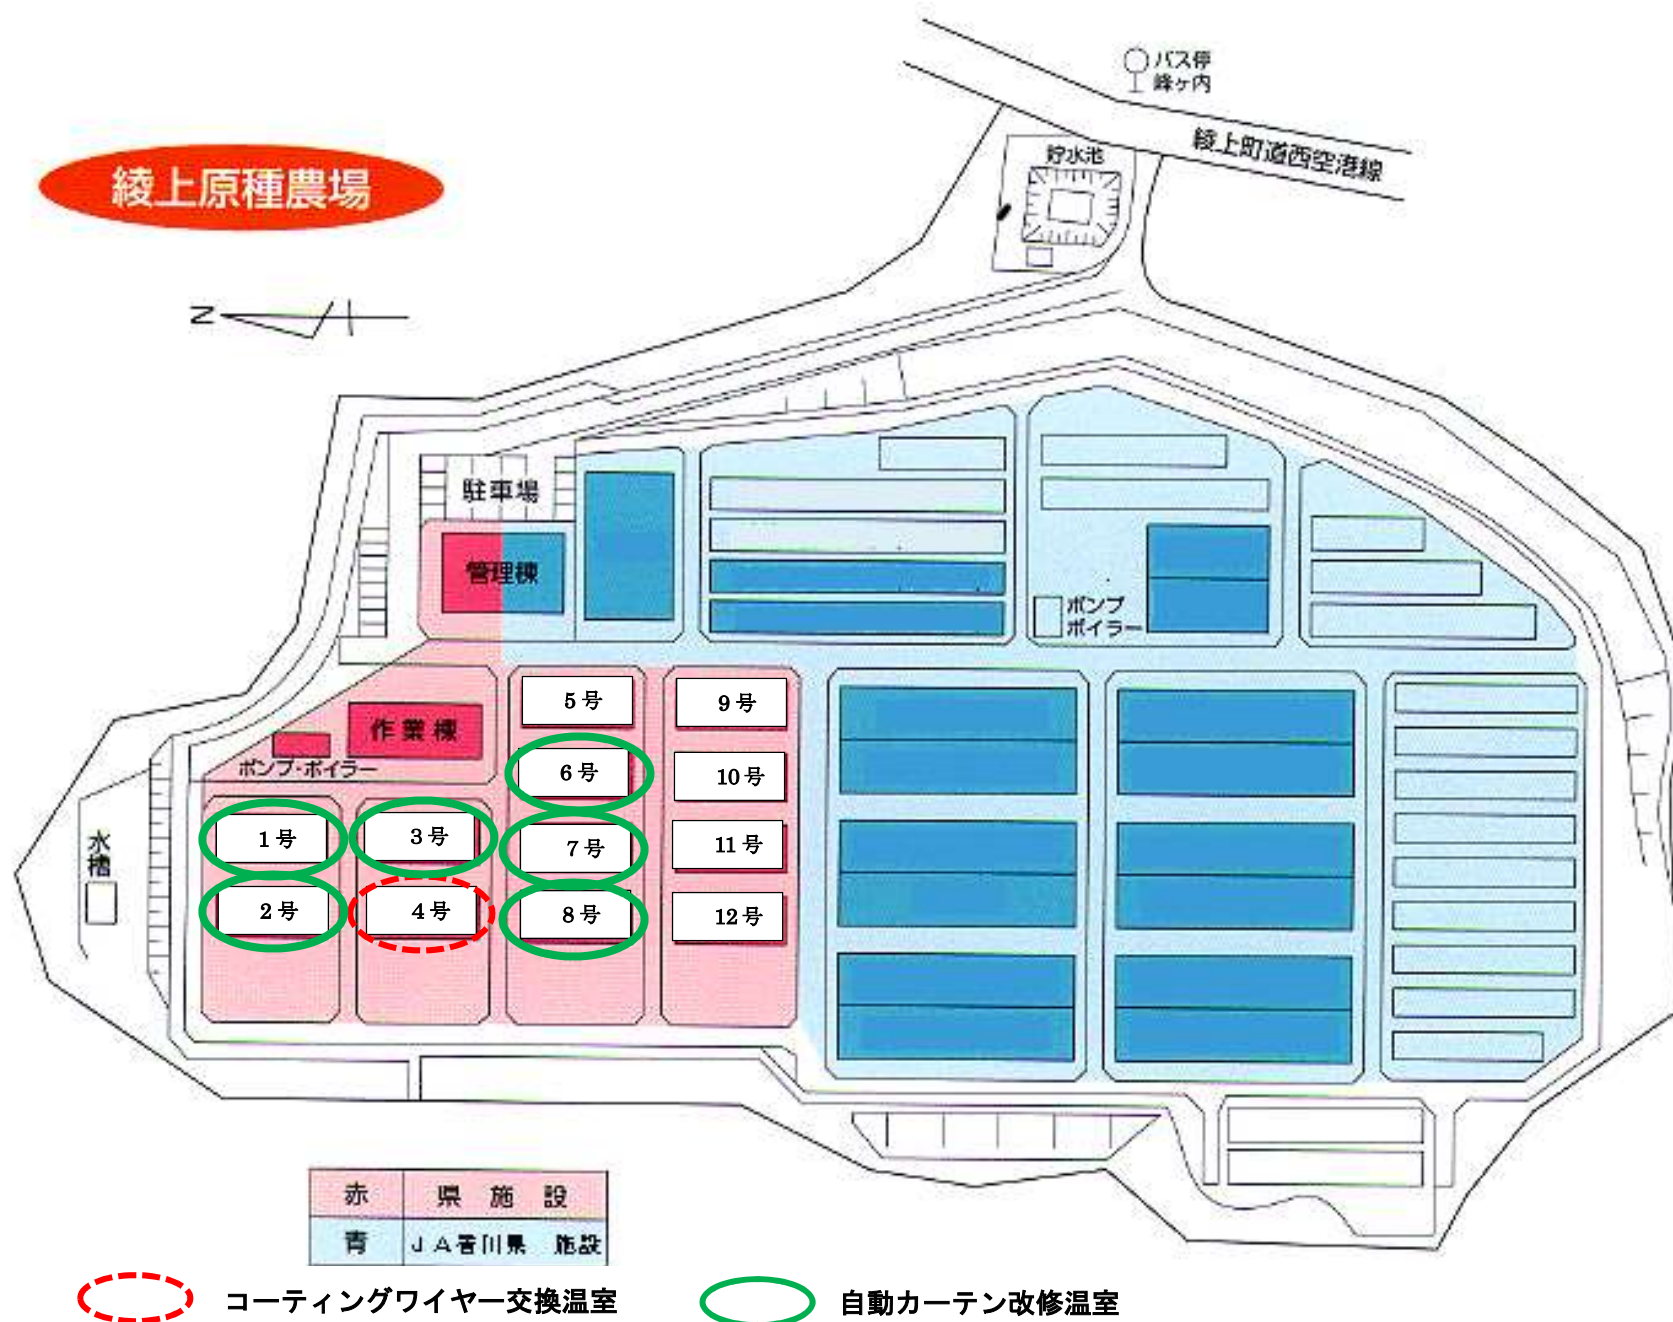 バス停
峰ヶ内
綾上町道西空港線
貯水池
綾上原種農場
N
駐車場
管理棟
ポンプ
ボイラー
作業棟
ポンプ・ボイラー
水槽
5号
9号
6号
10号
1号
3号
7号
11号
2号
4号
8号
12号
赤 県施設
青 JA香川県 施設
コーティングワイヤー交換温室
自動カーテン改修温室